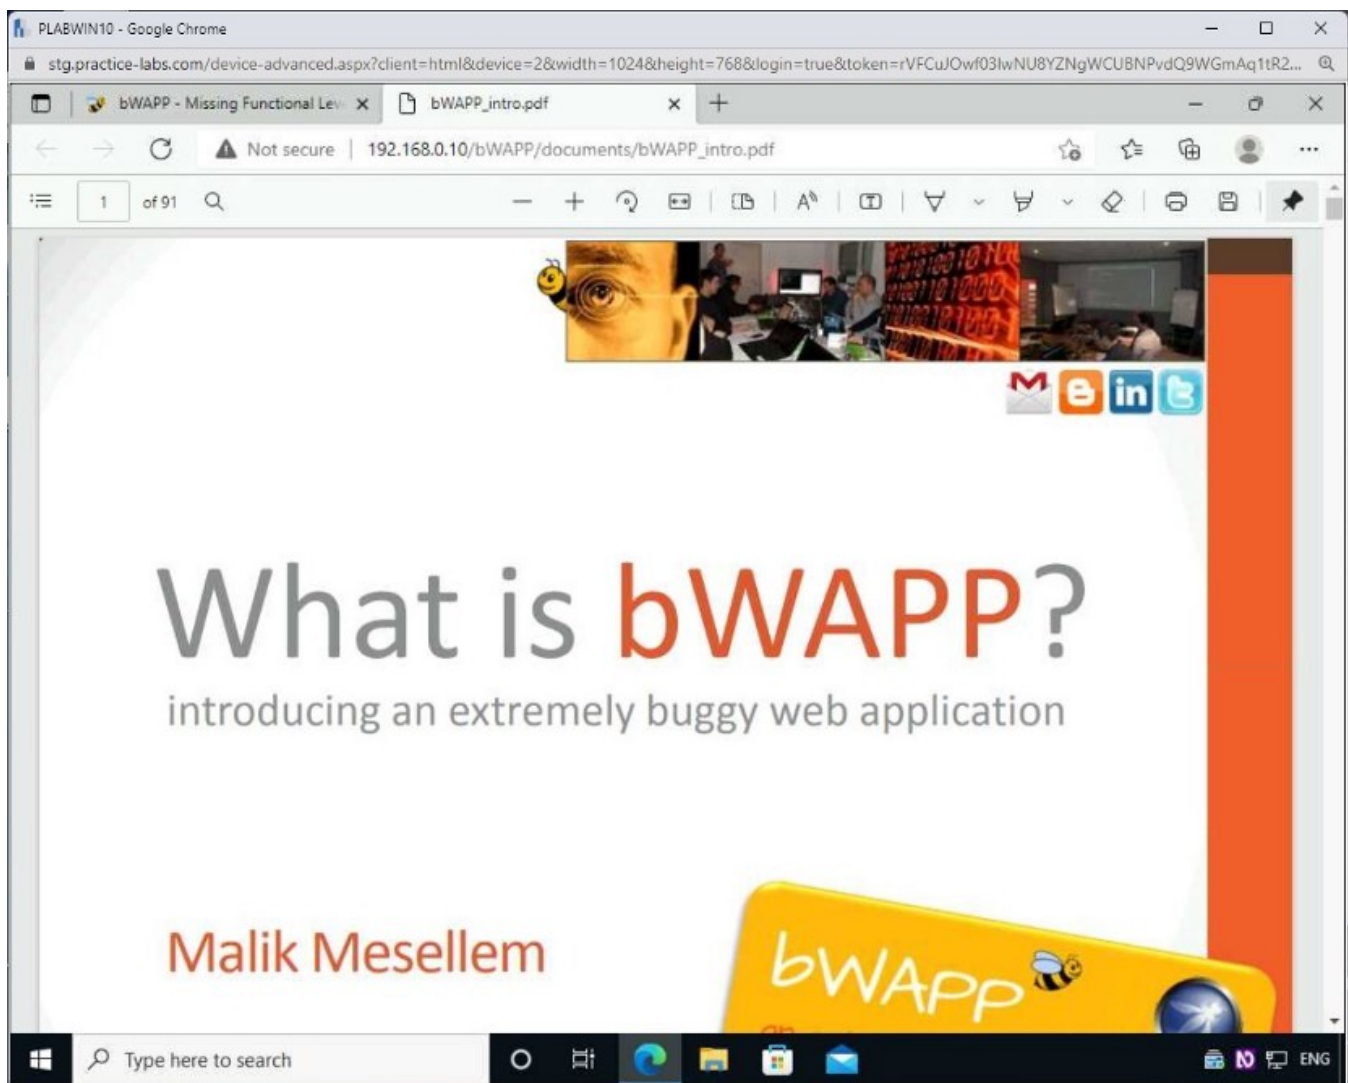 PLABWIN10 - Google Chrome
stg.practice-labs.com/device-advanced.aspx?client=html&device=2&width=1024&height=768&login=true&token=rVFCuJOwf03IwNU8YZNgWCUBNPvdQ9WGmAq1tR2...
bWAPP - Missing Functional Lev
bWAPP_intro.pdf
Not secure | 192.168.0.10/bWAPP/documents/bWAPP_intro.pdf
1 of 91
What is bWAPP?
introducing an extremely buggy web application
Malik Mesellem
bWAPP
Type here to search
ENG